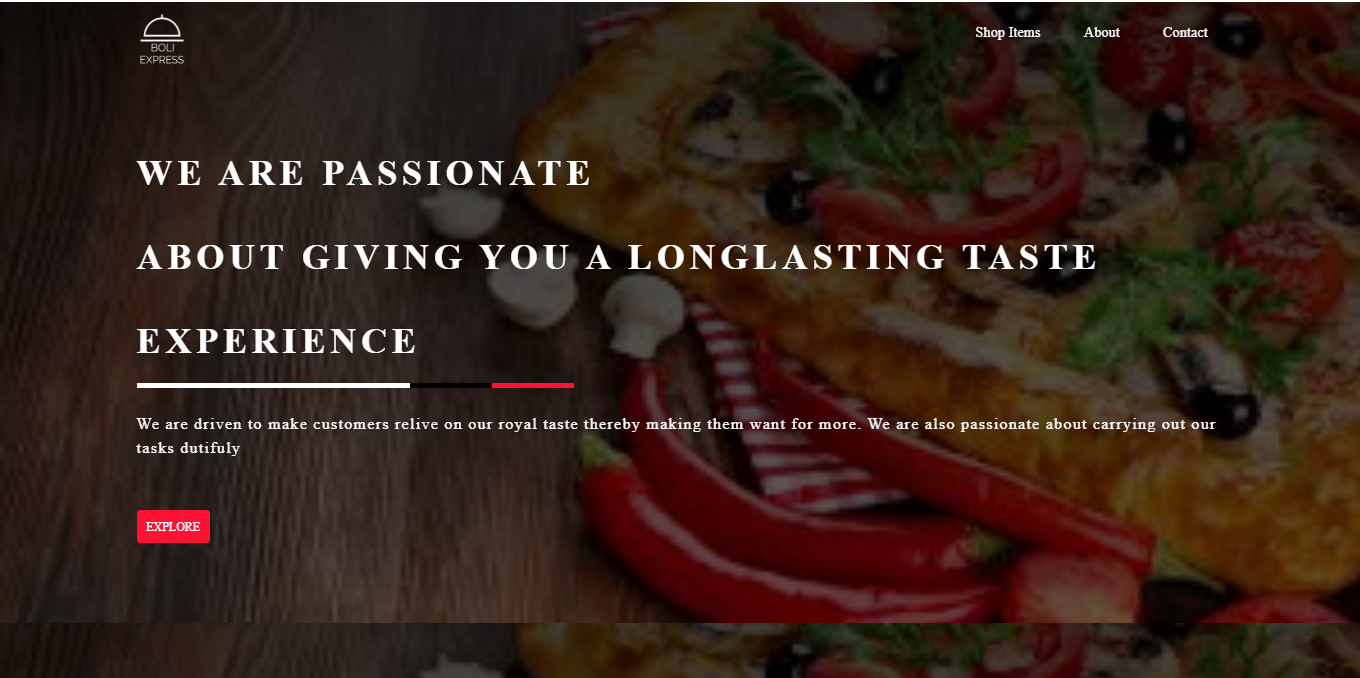 BOLI
EXPRESS
Shop Items About Contact
WE ARE PASSIONATE
ABOUT GIVING YOU A LONGLASTING TASTE
EXPERIENCE
We are driven to make customers relive on our royal taste thereby making them want for more. We are also passionate about carrying out our
tasks dutifuly
EXPLORE